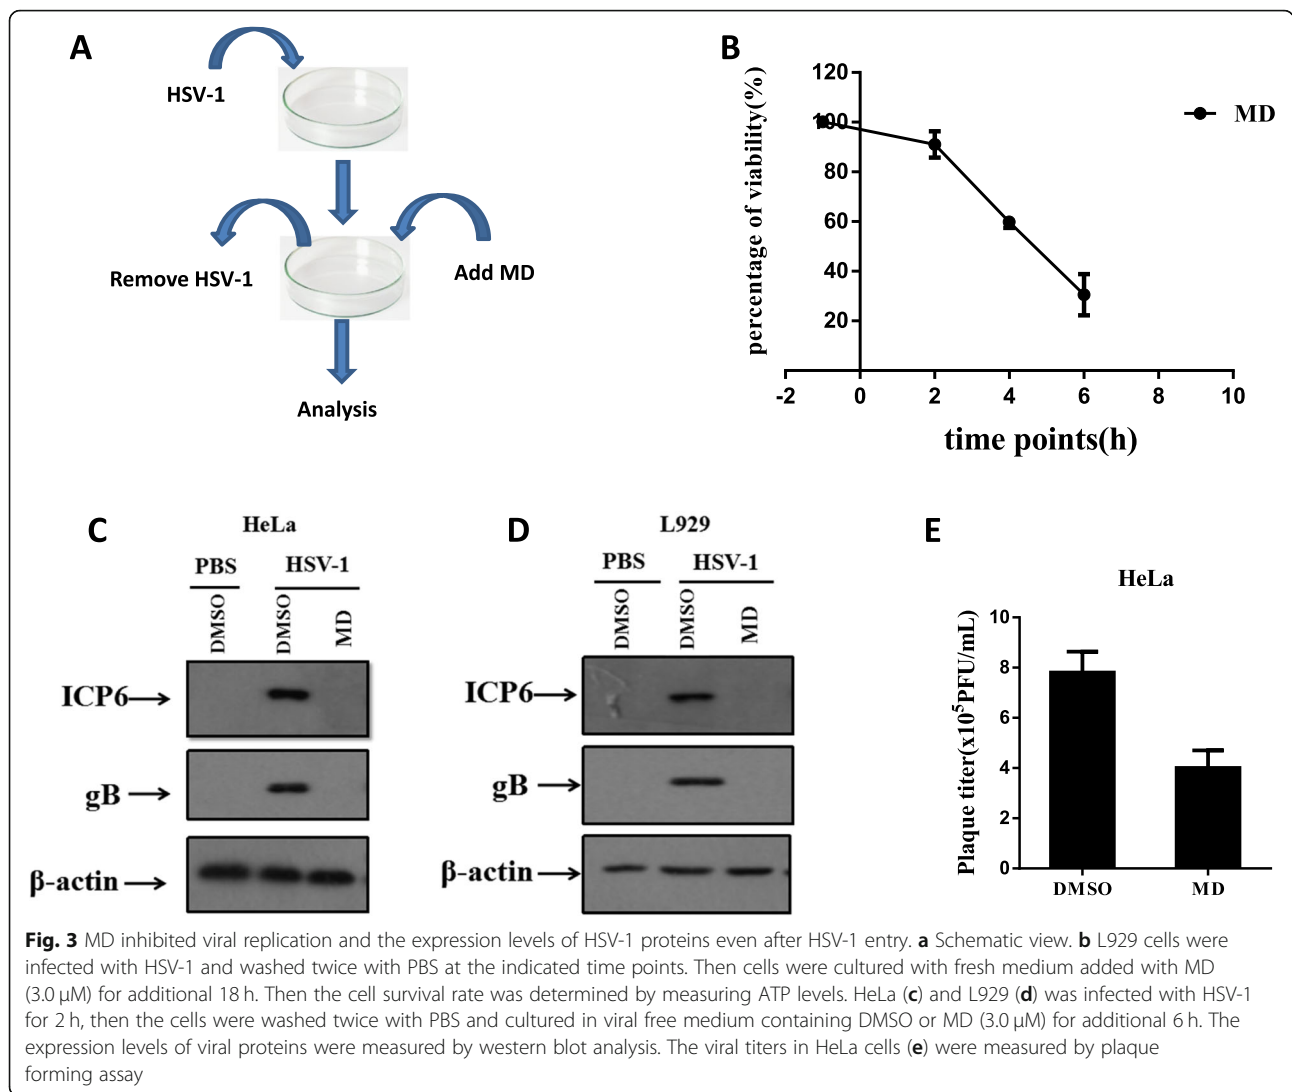 A
HSV-1
Remove HSV-1
Add MD
Analysis
B
percentage of viability(%)
120
100
80
60
40
20
-2 0 2 4 6 8 10
time points(h)
MD
C
HeLa
PBS HSV-1
DMSO DMSO MD
ICP6
gB
β-actin
D
L929
PBS HSV-1
DMSO DMSO MD
ICP6
gB
β-actin
E
HeLa
Plaque titer(x10⁵PFU/mL)
10
8
6
4
2
0
DMSO MD
Fig. 3 MD inhibited viral replication and the expression levels of HSV-1 proteins even after HSV-1 entry. a Schematic view. b L929 cells were
infected with HSV-1 and washed twice with PBS at the indicated time points. Then cells were cultured with fresh medium added with MD
(3.0 μM) for additional 18 h. Then the cell survival rate was determined by measuring ATP levels. HeLa (c) and L929 (d) was infected with HSV-1
for 2 h, then the cells were washed twice with PBS and cultured in viral free medium containing DMSO or MD (3.0 μM) for additional 6 h. The
expression levels of viral proteins were measured by western blot analysis. The viral titers in HeLa cells (e) were measured by plaque
forming assay